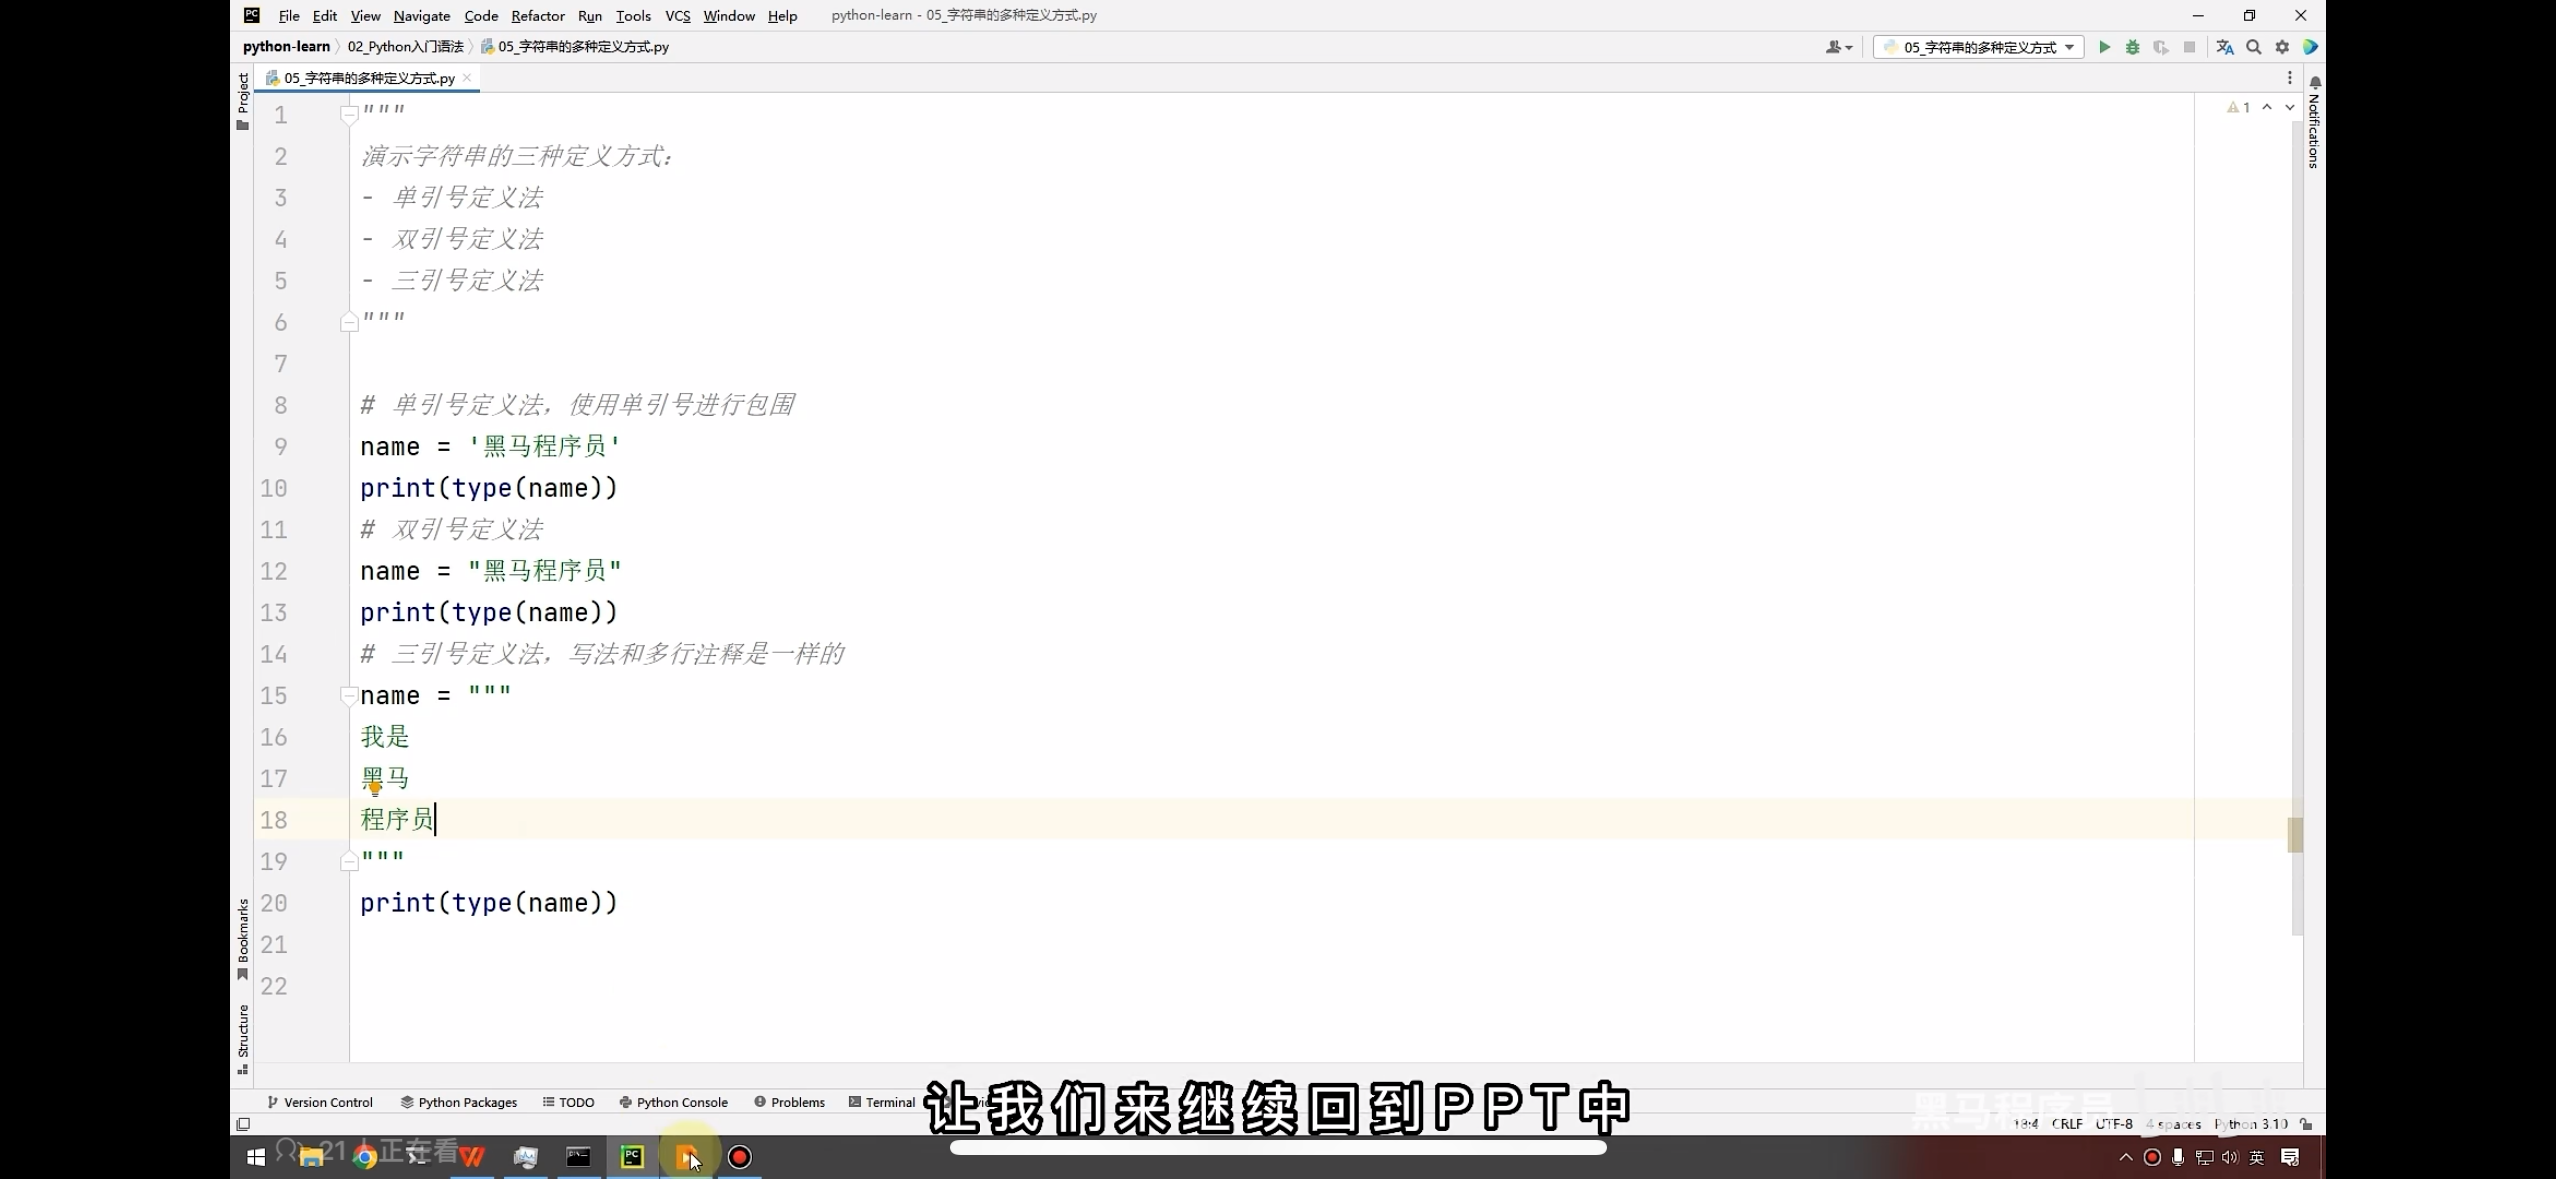 File Edit View Navigate Code Refactor Run Tools VCS Window Help python-learn - 05_字符串的多种定义方式.py
python-learn 02_Python入门语法 05_字符串的多种定义方式.py 05_字符串的多种定义方式
Project
05_字符串的多种定义方式.py
Notifications
1
1 """
2 演示字符串的三种定义方式：
3 - 单引号定义法
4 - 双引号定义法
5 - 三引号定义法
6 """
7
8 # 单引号定义法，使用单引号进行包围
9 name = '黑马程序员'
10 print(type(name))
11 # 双引号定义法
12 name = "黑马程序员"
13 print(type(name))
14 # 三引号定义法，写法和多行注释是一样的
15 name = """
16 我是
17 黑马
18 程序员
19 """
20 print(type(name))
21
22
Bookmarks
Structure
Version Control Python Packages TODO Python Console Problems Terminal
让我们来继续回到PPT中
黑马程序员
18:4 CRLF UTF-8 4 spaces Python 3.10
21人正在看
英